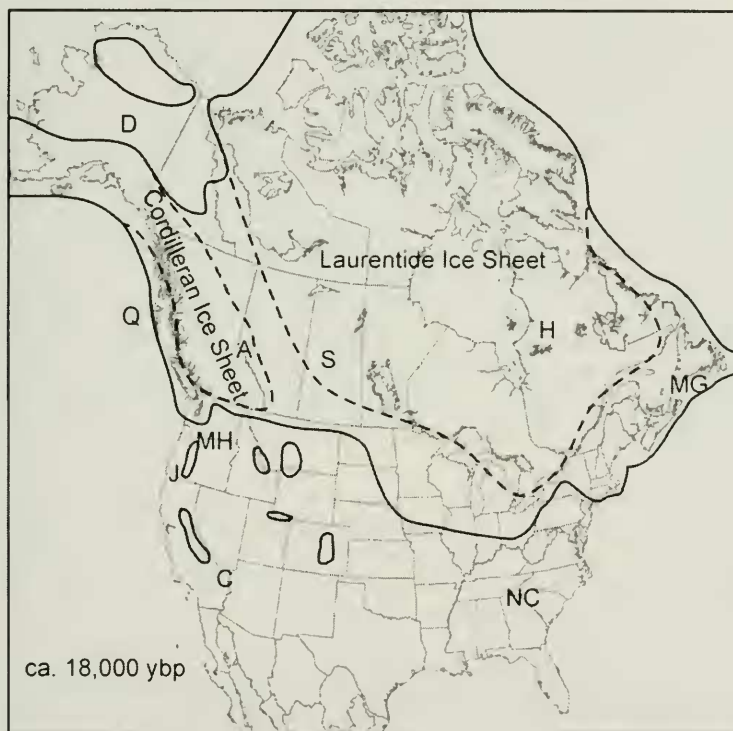 D
Cordilleran Ice Sheet
Laurentide Ice Sheet
Q
A
S
H
MG
MH
J
C
NC
ca. 18,000 ybp